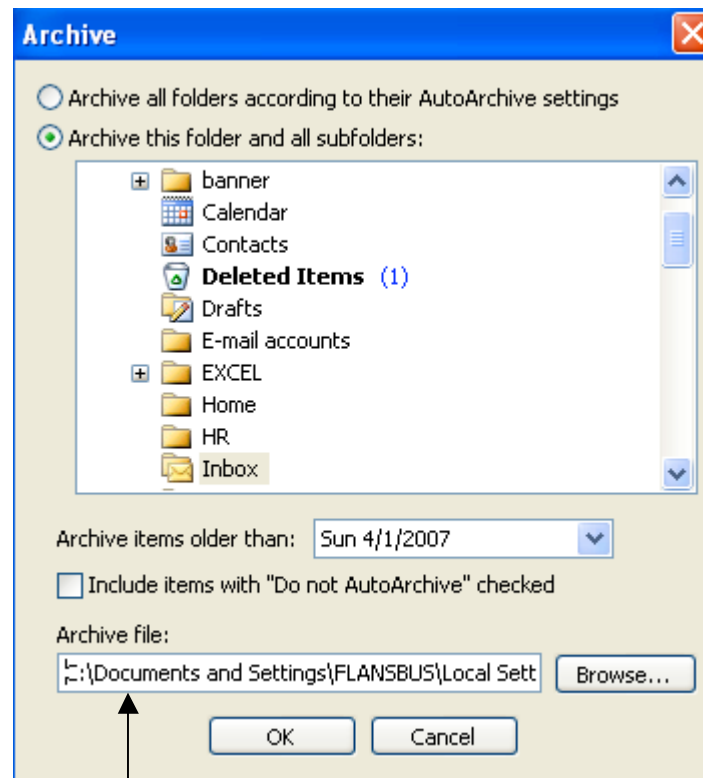 Archive
Archive all folders according to their AutoArchive settings
Archive this folder and all subfolders:
banner
Calendar
Contacts
Deleted Items (1)
Drafts
E-mail accounts
EXCEL
Home
HR
Inbox
Archive items older than: Sun 4/1/2007
Include items with "Do not AutoArchive" checked
Archive file:
C:\Documents and Settings\FLANSBUS\Local Sett Browse...
OK Cancel